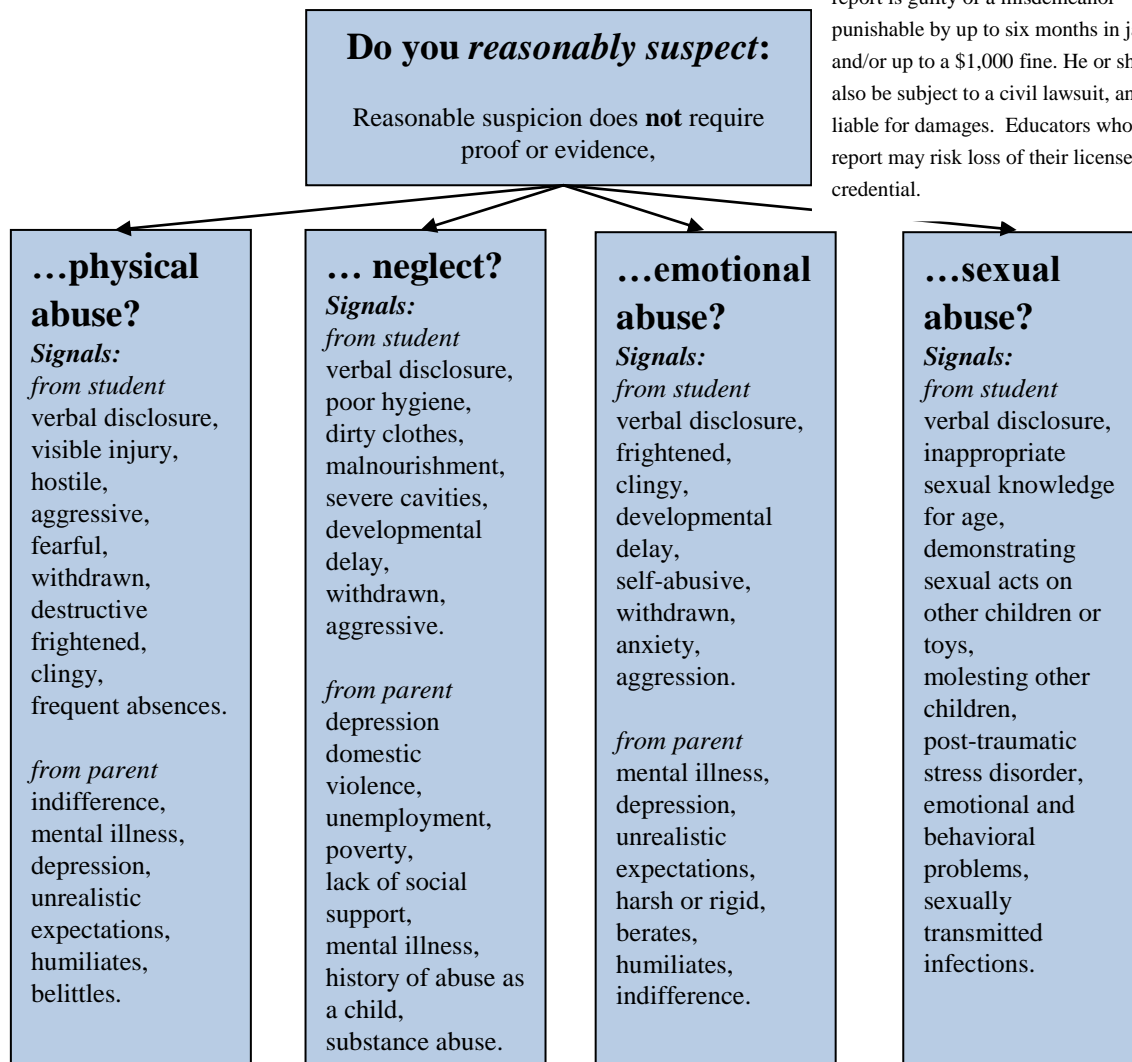 Do you reasonably suspect:
Reasonable suspicion does not require
proof or evidence,
punishable by up to six months in
and/or up to a $1,000 fine. He or
also be subject to a civil lawsuit,
liable for damages.  Educators who
report may risk loss of their license
credential.
…physical
abuse?
Signals:
from student
verbal disclosure,
visible injury,
hostile,
aggressive,
fearful,
withdrawn,
destructive
frightened,
clingy,
frequent absences.
from parent
indifference,
mental illness,
depression,
unrealistic
expectations,
humiliates,
belittles.
… neglect?
Signals:
from student
verbal disclosure,
poor hygiene,
dirty clothes,
malnourishment,
severe cavities,
developmental
delay,
withdrawn,
aggressive.
from parent
depression
domestic
violence,
unemployment,
poverty,
lack of social
support,
mental illness,
history of abuse as
a child,
substance abuse.
…emotional
abuse?
Signals:
from student
verbal disclosure,
frightened,
clingy,
developmental
delay,
self-abusive,
withdrawn,
anxiety,
aggression.
from parent
mental illness,
depression,
unrealistic
expectations,
harsh or rigid,
berates,
humiliates,
indifference.
…sexual
abuse?
Signals:
from student
verbal disclosure,
inappropriate
sexual knowledge
for age,
demonstrating
sexual acts on
other children or
toys,
molesting other
children,
post-traumatic
stress disorder,
emotional and
behavioral
problems,
sexually
transmitted
infections.